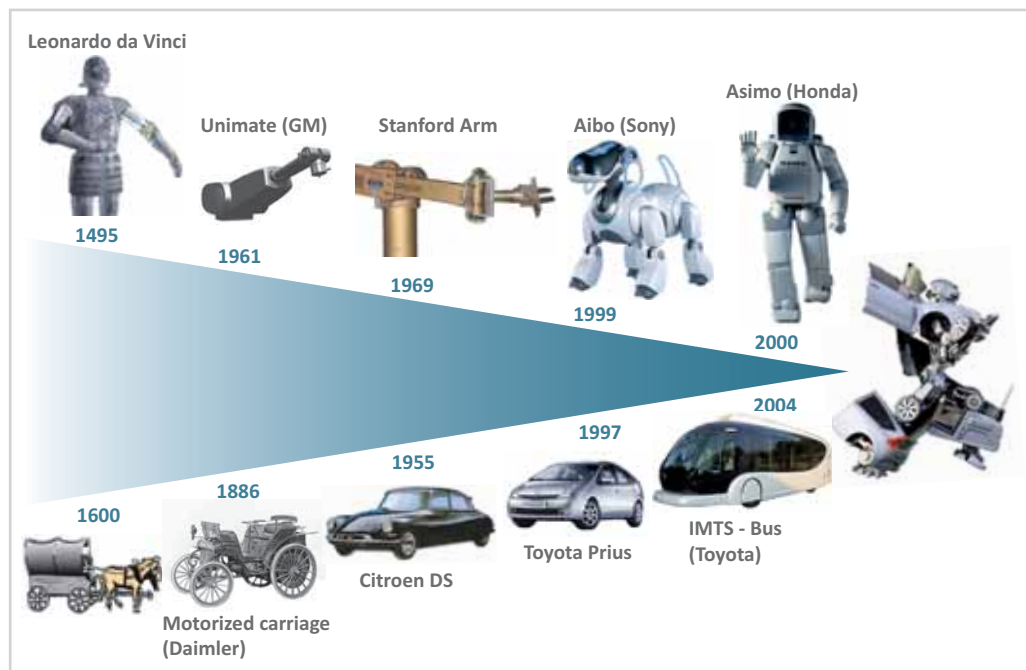 Leonardo da Vinci
Unimate (GM)
Stanford Arm
Aibo (Sony)
Asimo (Honda)
1495
1961
1969
1999
2000
1600
1886
1955
1997
2004
Motorized carriage
(Daimler)
Citroen DS
Toyota Prius
IMTS - Bus
(Toyota)